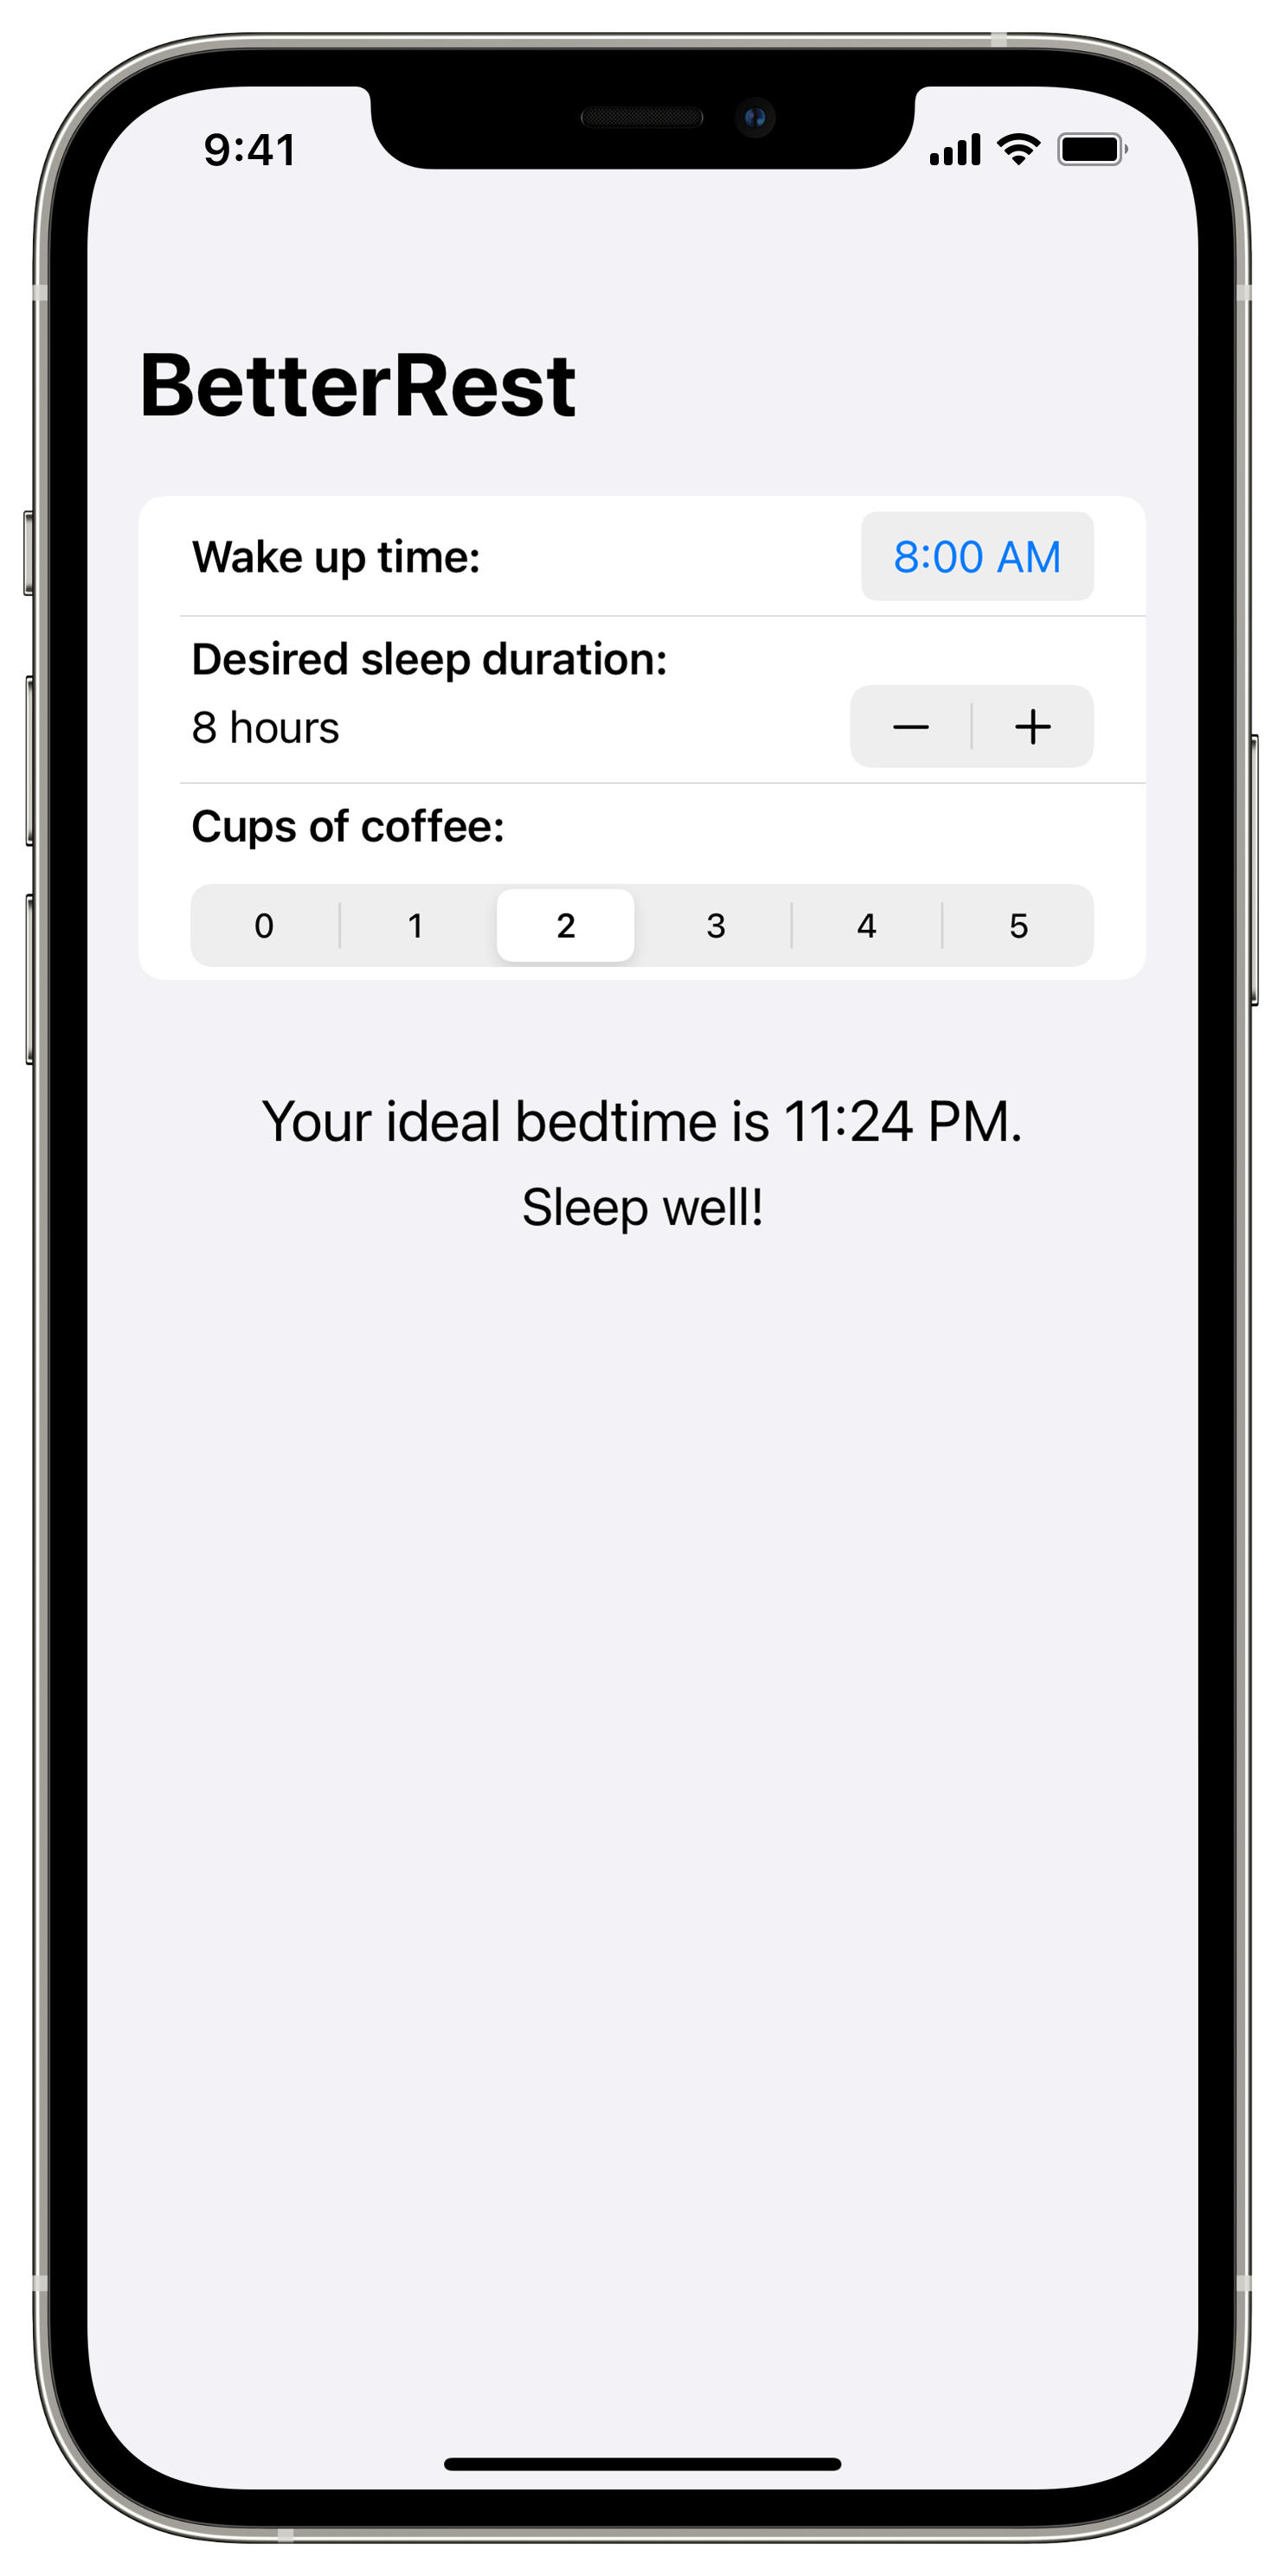 9:41
BetterRest
Wake up time: 8:00 AM
Desired sleep duration:
8 hours − +
Cups of coffee:
0 1 2 3 4 5
Your ideal bedtime is 11:24 PM.
Sleep well!